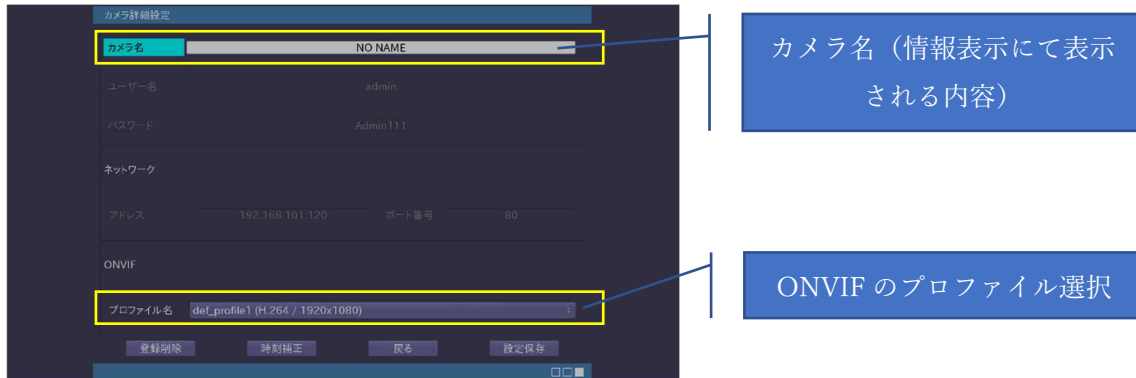 カメラ詳細設定
カメラ名 NO NAME
ユーザー名 admin
パスワード Admin111
ネットワーク
アドレス 192.168.101.120 ポート番号 80
ONVIF
プロファイル名 def_profile1 (H.264 / 1920x1080)
登録削除 時刻補正 戻る 設定保存
カメラ名（情報表示にて表示
される内容）
ONVIF のプロファイル選択